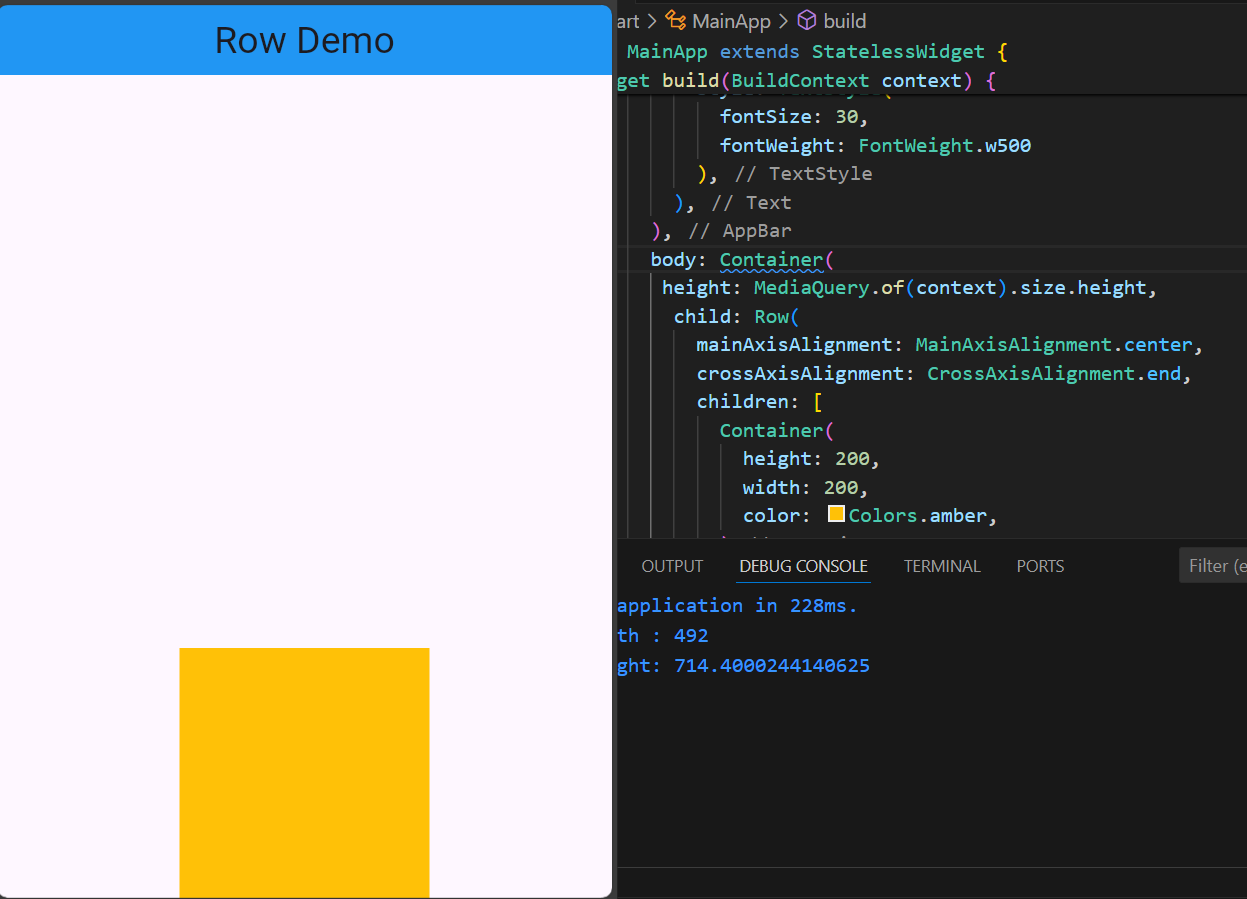 Row Demo
art > MainApp > build
MainApp extends StatelessWidget {
get build(BuildContext context) {
fontSize: 30,
fontWeight: FontWeight.w500
), // TextStyle
), // Text
), // AppBar
body: Container(
height: MediaQuery.of(context).size.height,
child: Row(
mainAxisAlignment: MainAxisAlignment.center,
crossAxisAlignment: CrossAxisAlignment.end,
children: [
Container(
height: 200,
width: 200,
color: Colors.amber,
OUTPUT DEBUG CONSOLE TERMINAL PORTS Filter (e
application in 228ms.
th : 492
ght: 714.4000244140625